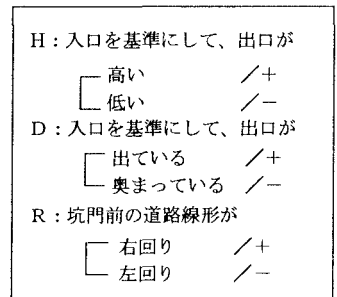 H：入口を基準にして、出口が
高い ／＋
低い ／－
D：入口を基準にして、出口が
出ている ／＋
奥まっている ／－
R：坑門前の道路線形が
右回り ／＋
左回り ／－